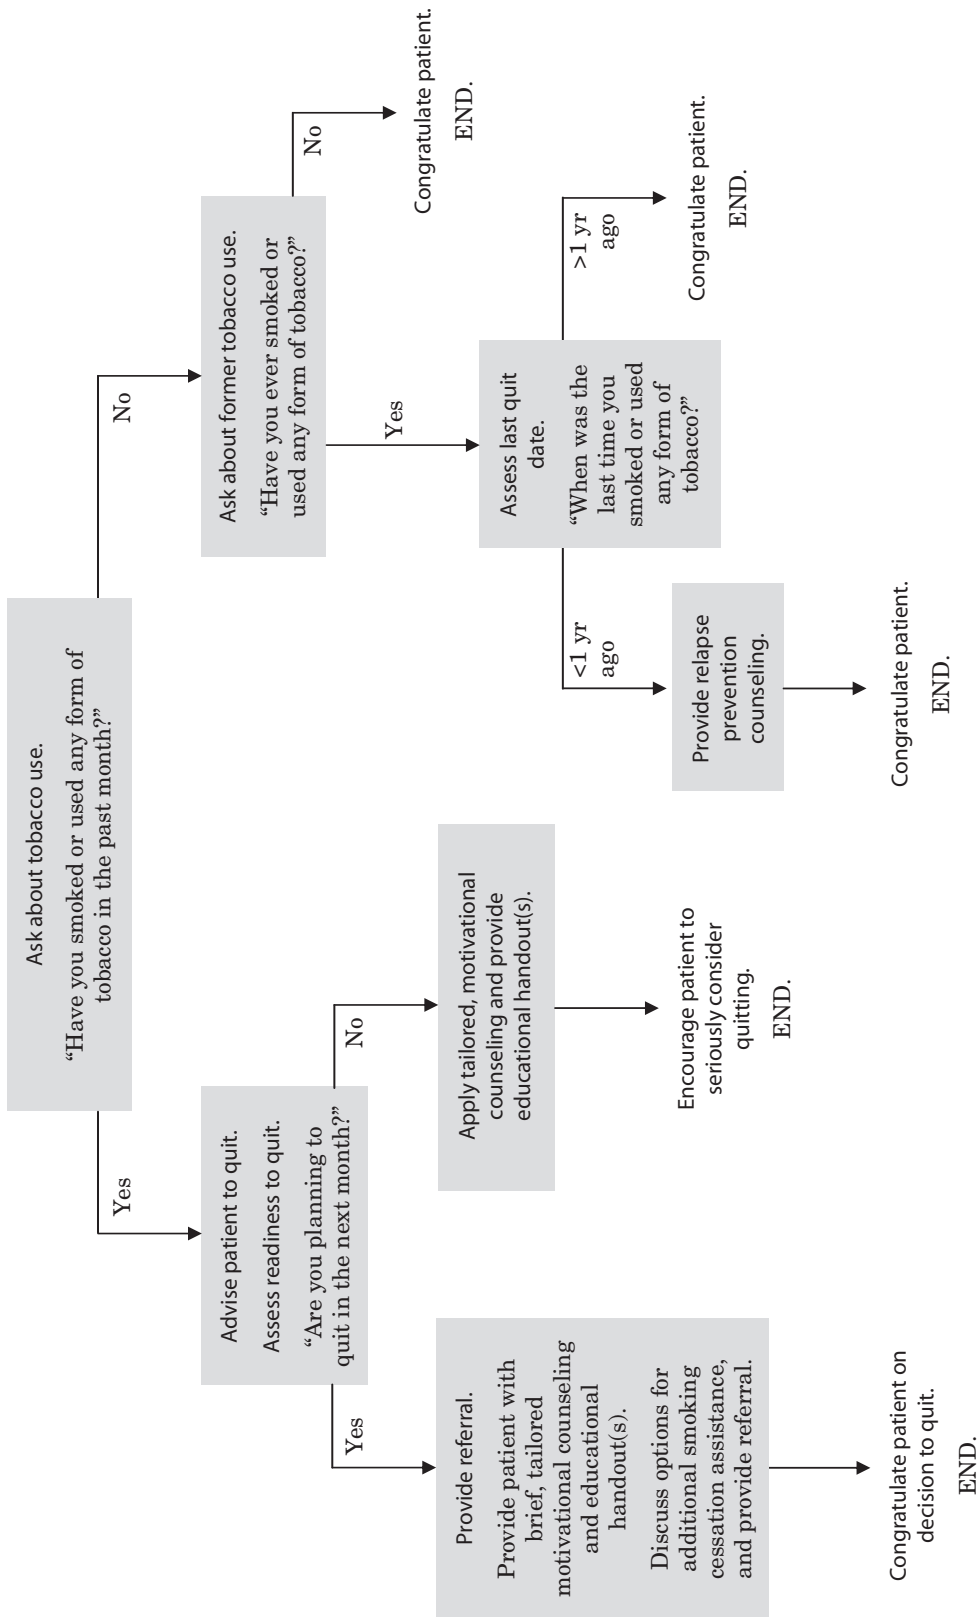 Ask about tobacco use.
“Have you smoked or used any form of
tobacco in the past month?”
Yes
No
Advise patient to quit.
Assess readiness to quit.
“Are you planning to
quit in the next month?”
Ask about former tobacco use.
“Have you ever smoked or
used any form of tobacco?”
Yes
No
Yes
No
Provide referral.
Provide patient with
brief, tailored
motivational counseling
and educational
handout(s).
Discuss options for
additional smoking
cessation assistance,
and provide referral.
Apply tailored, motivational
counseling and provide
educational handout(s).
Assess last quit
date.
“When was the
last time you
smoked or used
any form of
tobacco?”
Congratulate patient.
END.
<1 yr
ago
>1 yr
ago
Provide relapse
prevention
counseling.
Congratulate patient.
END.
Encourage patient to
seriously consider
quitting.
END.
Congratulate patient on
decision to quit.
END.
Congratulate patient.
END.